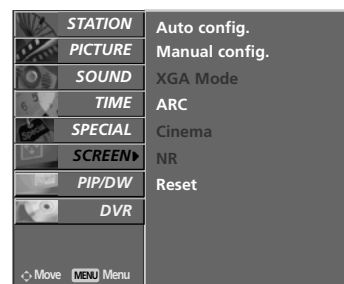 STATION
PICTURE
SOUND
TIME
SPECIAL
SCREEN
PIP/DW
DVR
Move MENU Menu
Auto config.
Manual config.
XGA Mode
ARC
Cinema
NR
Reset